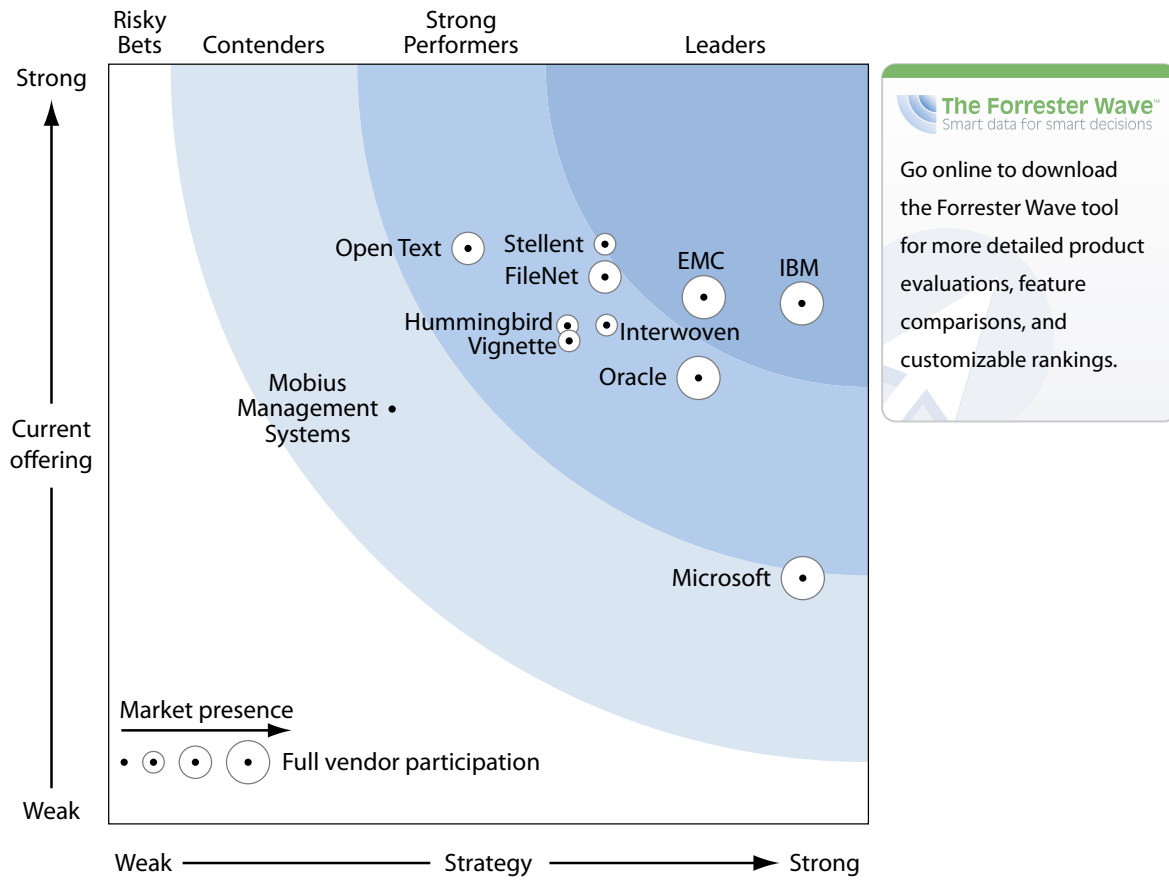 Risky
Bets
Contenders
Strong
Performers
Leaders
Strong
Current
offering
Weak
Open Text
Stellent
FileNet
EMC
IBM
Hummingbird
Vignette
Interwoven
Oracle
Mobius
Management
Systems
Microsoft
Market presence
Full vendor participation
Weak
Strategy
Strong
The Forrester Wave™
Smart data for smart decisions
Go online to download
the Forrester Wave tool
for more detailed product
evaluations, feature
comparisons, and
customizable rankings.